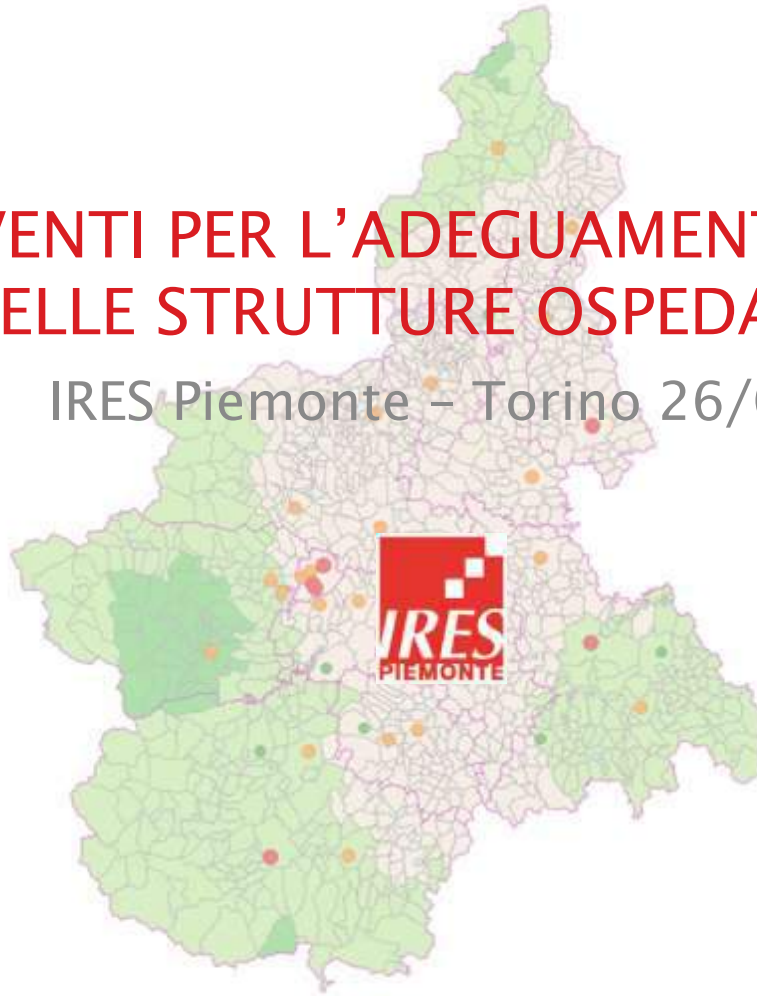 VENTI PER L’ADEGUAMENT
ELLE STRUTTURE OSPEDA
IRES Piemonte – Torino 26/
IRES
PIEMONTE